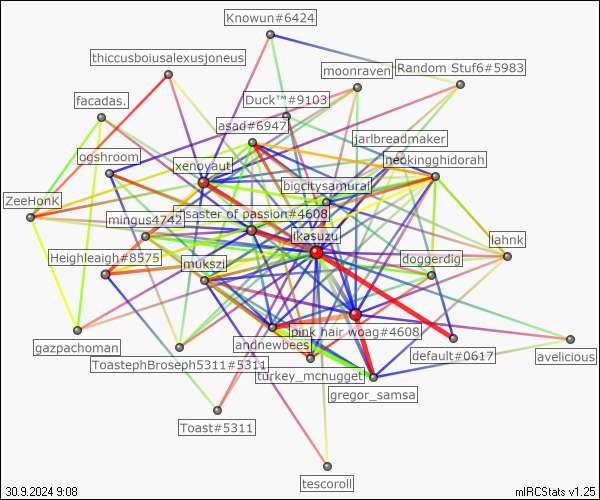 Knowun#6424
thiccusboiusalexusjoneus
moonraven
Random Stuf6#5983
facadas.
Duck™#9103
asad#6947
jarlbreadmaker
ogshroom
xenoyaut
neokingghidorah
bigcitysamurai
ZeeHonk
mingus4742
saster of passion#4608
ikasuzu
lahnk
Heighleigh#8575
mukszi
doggerdig
pink hair woag#4608
gazpachoman
andnewbees
default#0617
avelicious
ToastephBroseph5311#5311
turkey_mcnugget
gregor_samsa
Toast#5311
tescoroll
30.9.2024 9:08
mIRCStats v1.25